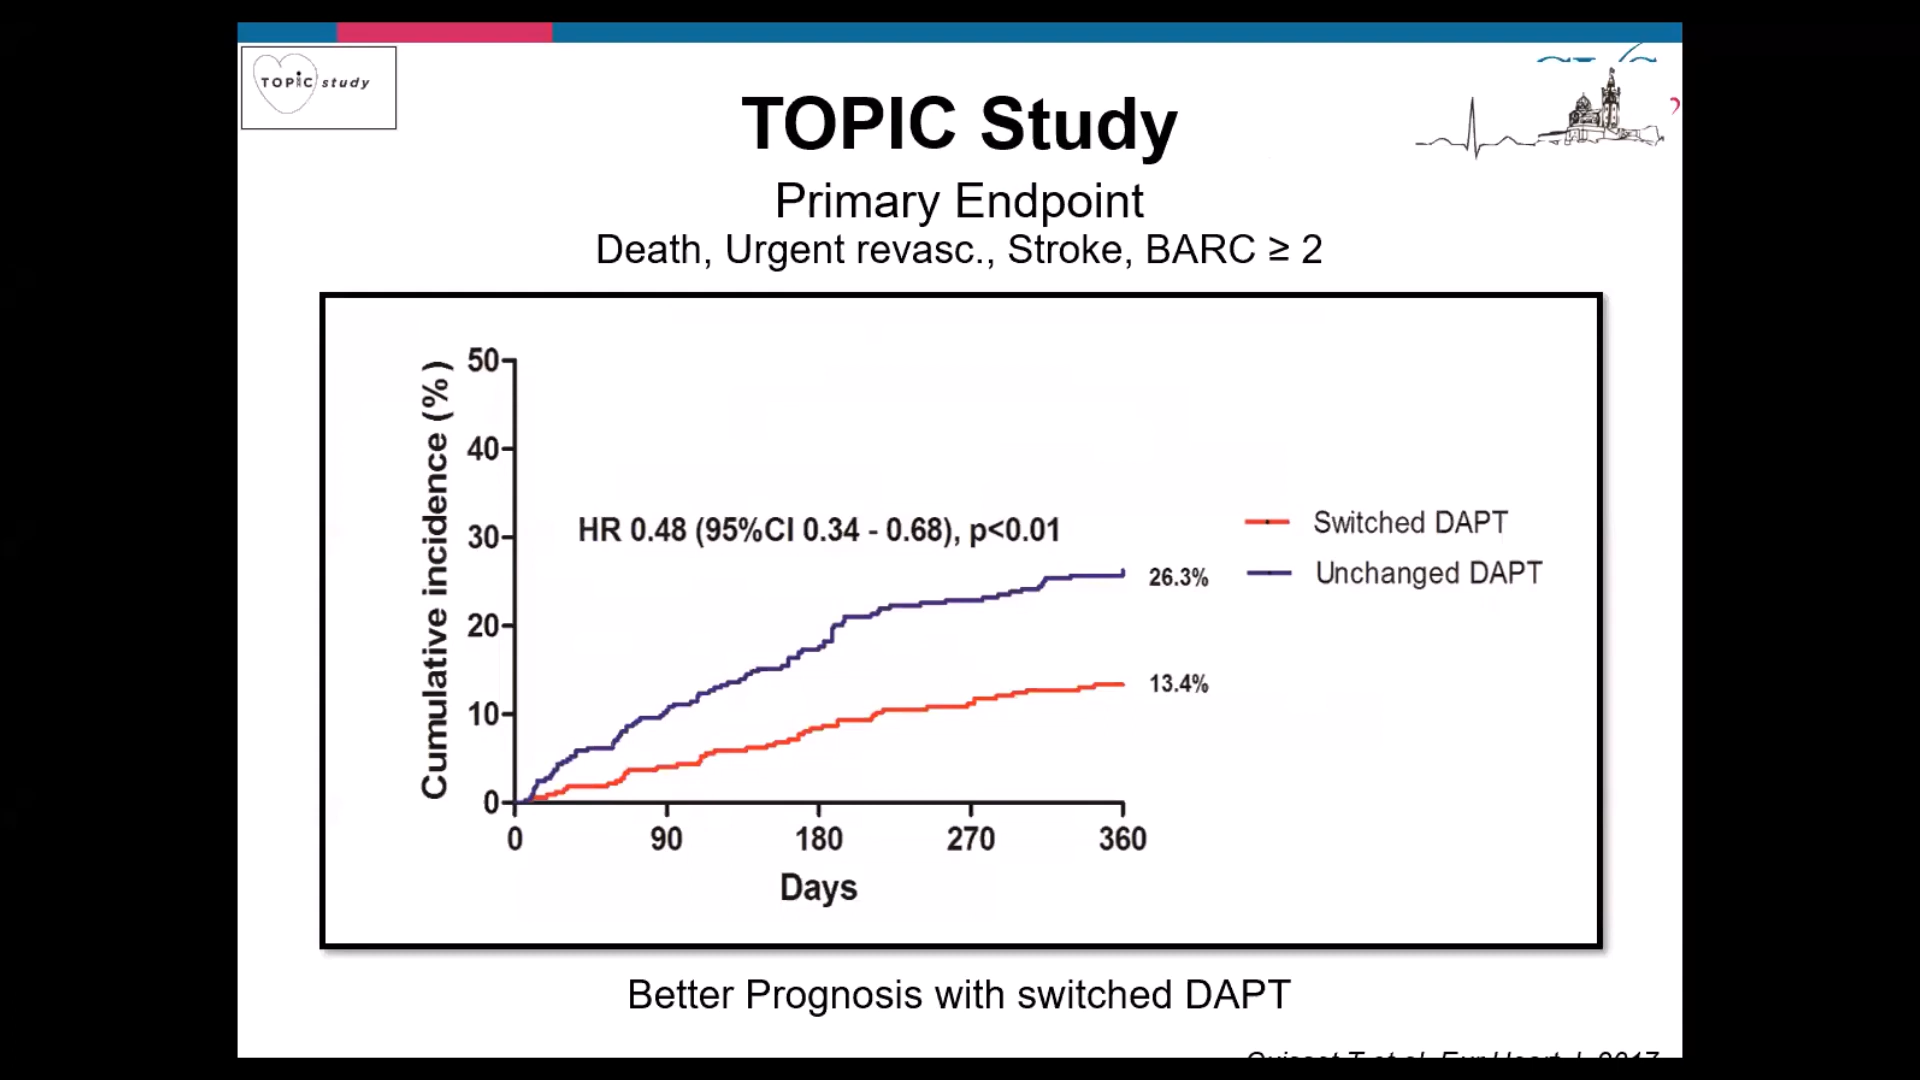 TOPIC study
TOPIC Study
Primary Endpoint
Death, Urgent revasc., Stroke, BARC ≥ 2
Cumulative incidence (%)
50
40
30
20
10
0
HR 0.48 (95%CI 0.34 - 0.68), p<0.01
Switched DAPT
Unchanged DAPT
26.3%
13.4%
0 90 180 270 360
Days
Better Prognosis with switched DAPT